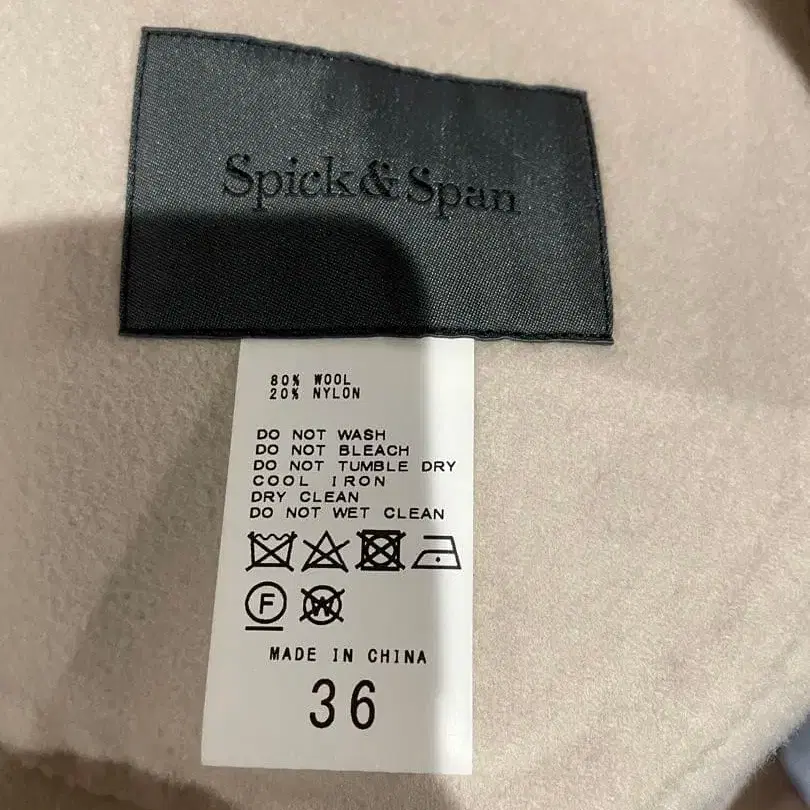 Spick&Span
80% WOOL
20% NYLON
DO NOT WASH
DO NOT BLEACH
DO NOT TUMBLE DRY
COOL IRON
DRY CLEAN
DO NOT WET CLEAN
F W
MADE IN CHINA
36